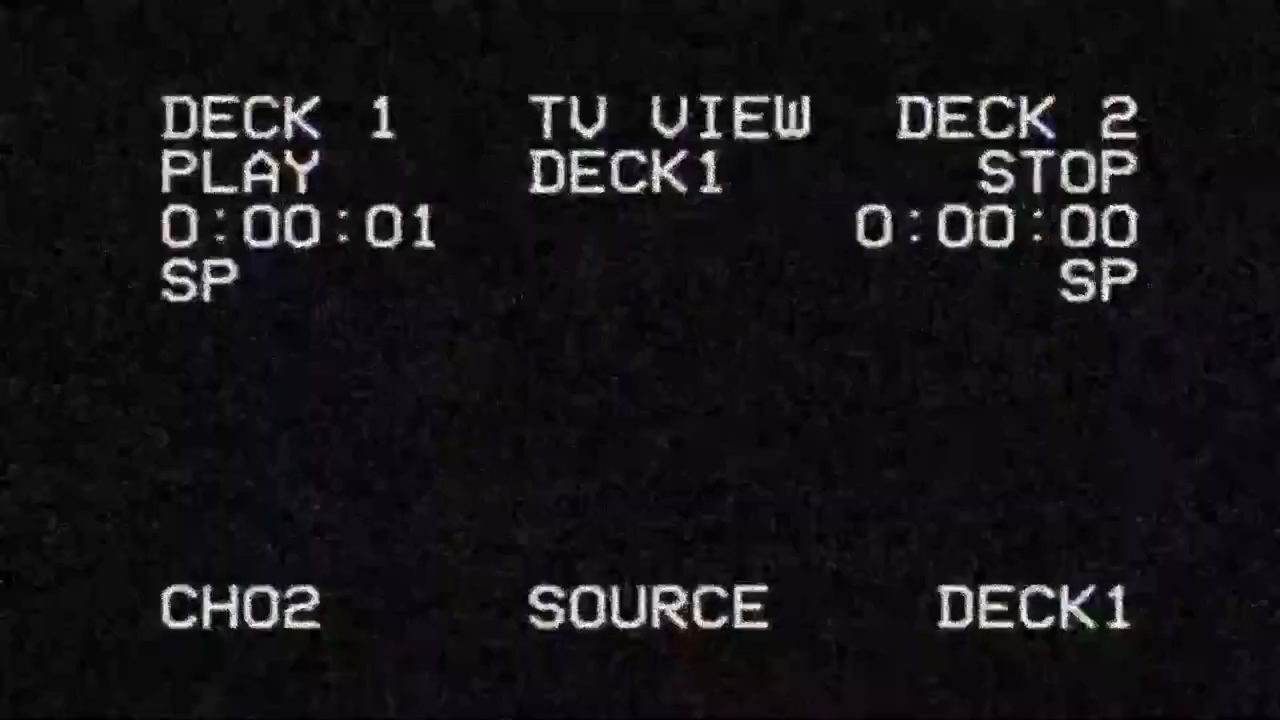 DECK 1 TV VIEW DECK 2
PLAY DECK1 STOP
0:00:01 0:00:00
SP SP
CH02 SOURCE DECK1